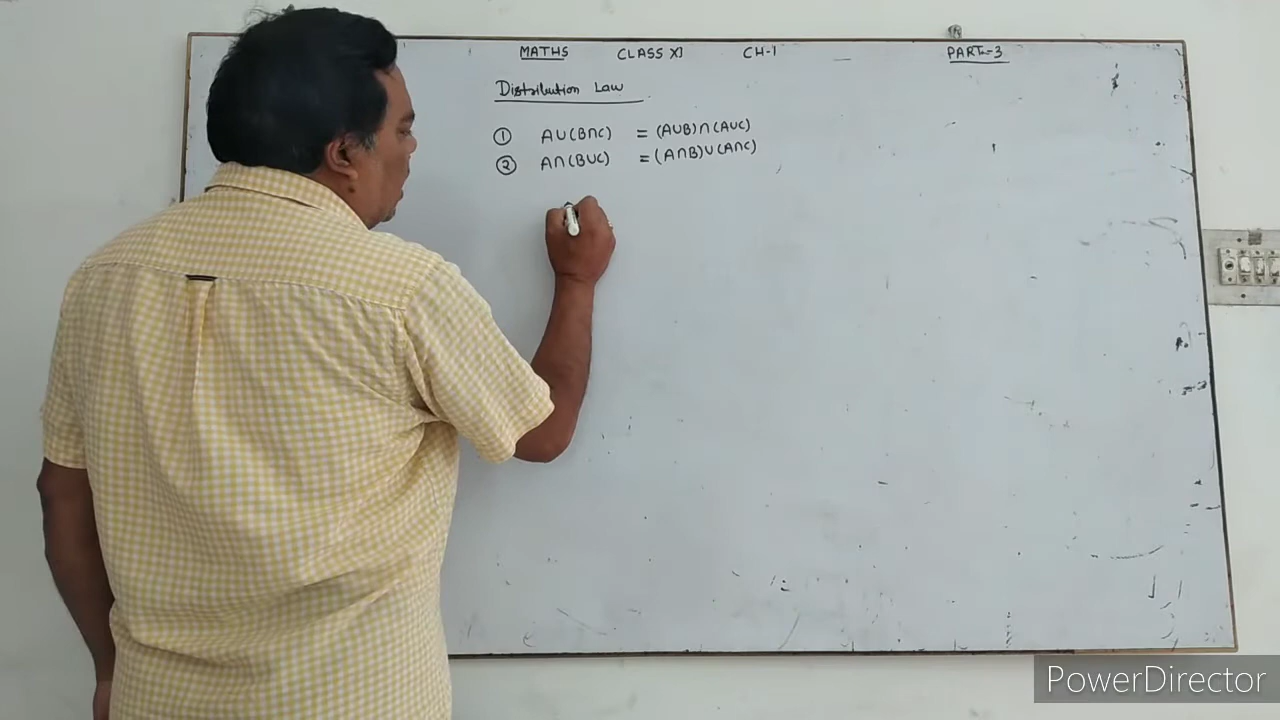 MATHS CLASS XI CH-1 PART-3
Distribution Law
① A∪(B∩C) = (A∪B)∩(A∪C)
② A∩(B∪C) = (A∩B)∪(A∩C)
PowerDirector